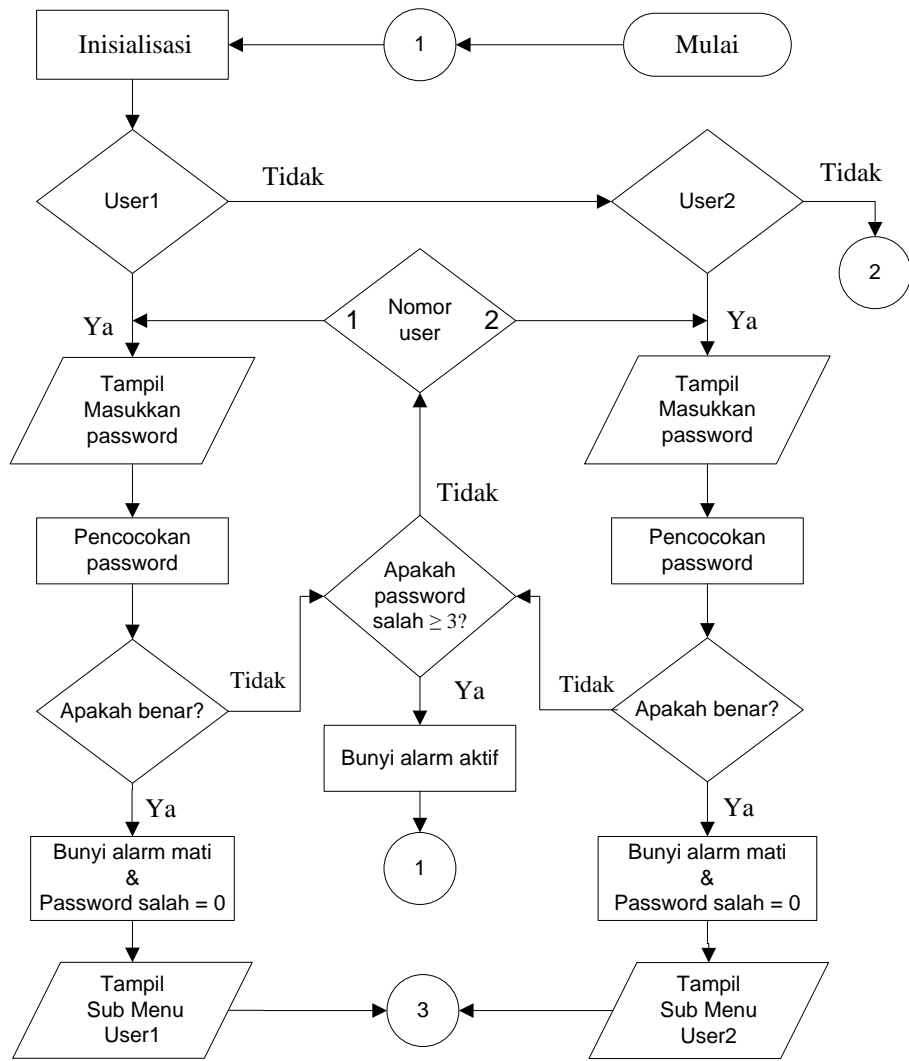 Inisialisasi
1
Mulai
User1
Tidak
User2
Tidak
2
1
Nomor
user
2
Ya
Ya
Tampil
Masukkan
password
Tampil
Masukkan
password
Tidak
Pencocokan
password
Apakah
password
salah ≥ 3?
Pencocokan
password
Apakah benar?
Tidak
Ya
Tidak
Apakah benar?
Bunyi alarm aktif
Ya
Ya
Bunyi alarm mati
&
Password salah = 0
1
Bunyi alarm mati
&
Password salah = 0
Tampil
Sub Menu
User1
3
Tampil
Sub Menu
User2